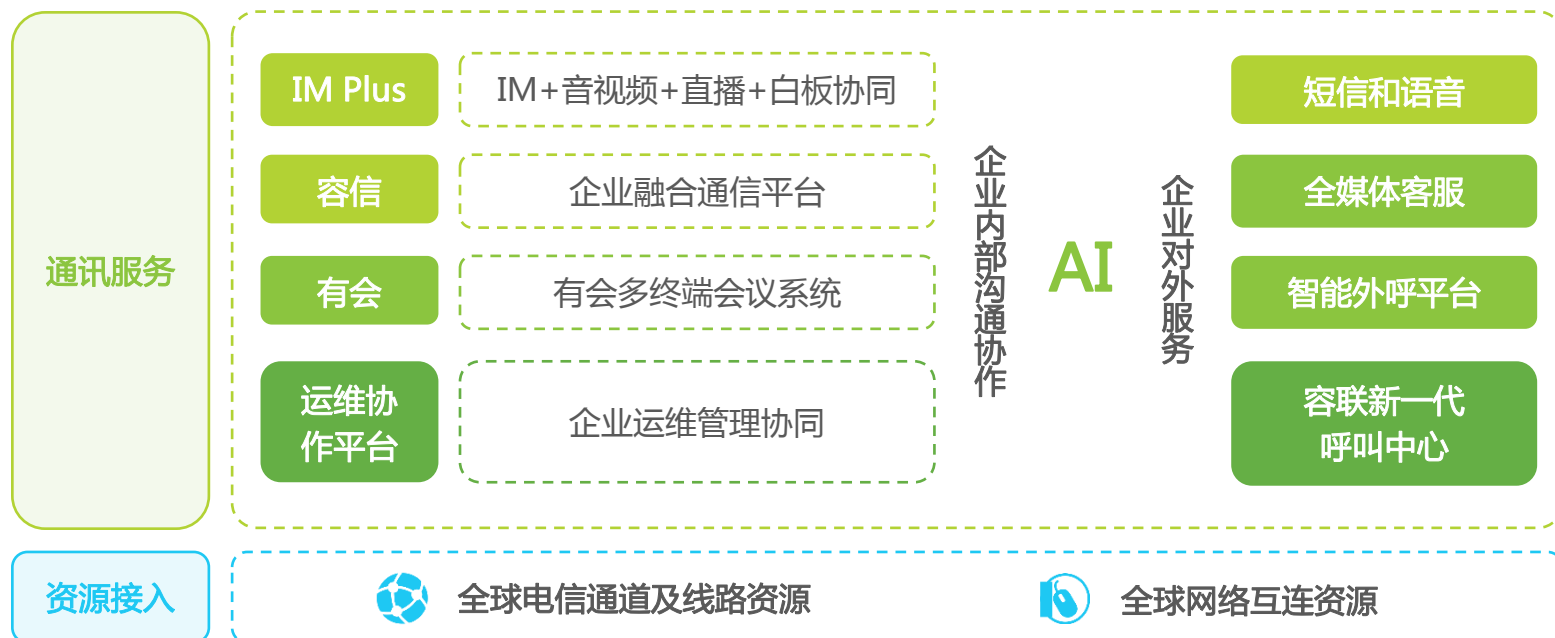 通讯服务
IM Plus
IM+音视频+直播+白板协同
容信
企业融合通信平台
有会
有会多终端会议系统
运维协
作平台
企业运维管理协同
企业内部沟通协作
AI
企业对外服务
短信和语音
全媒体客服
智能外呼平台
容联新一代
呼叫中心
资源接入
全球电信通道及线路资源
全球网络互连资源